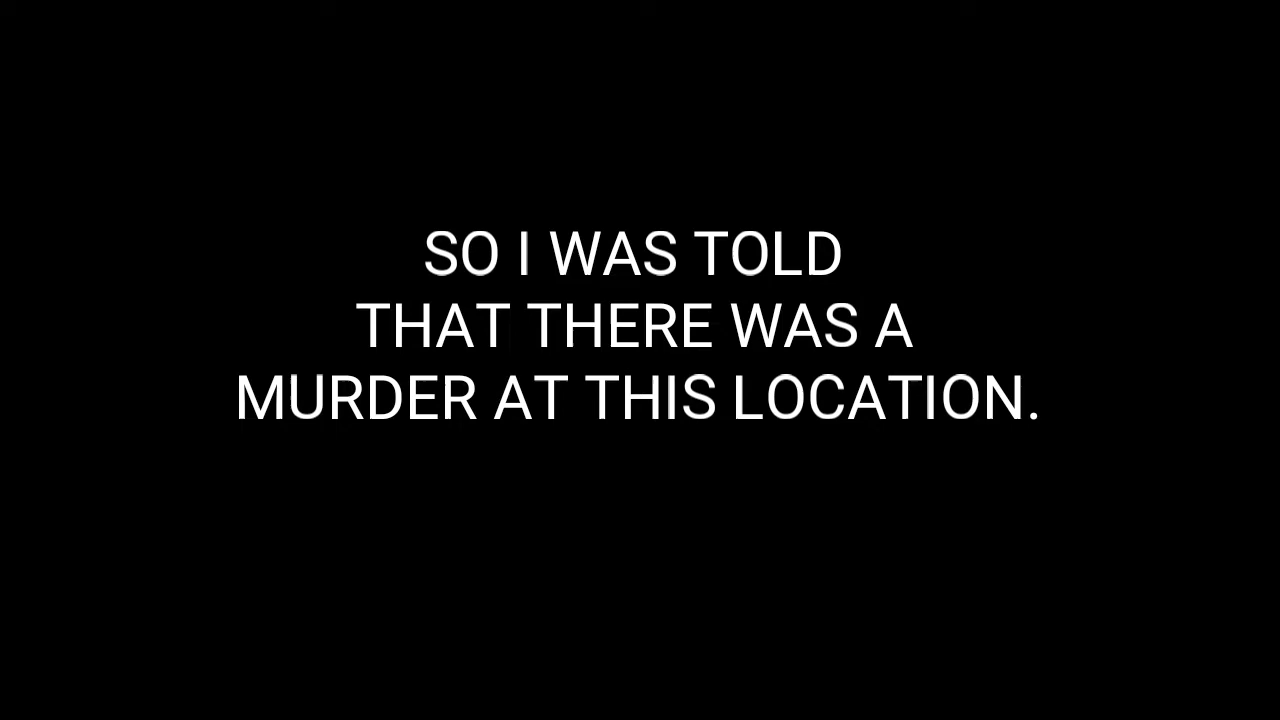 SO I WAS TOLD
THAT THERE WAS A
MURDER AT THIS LOCATION.